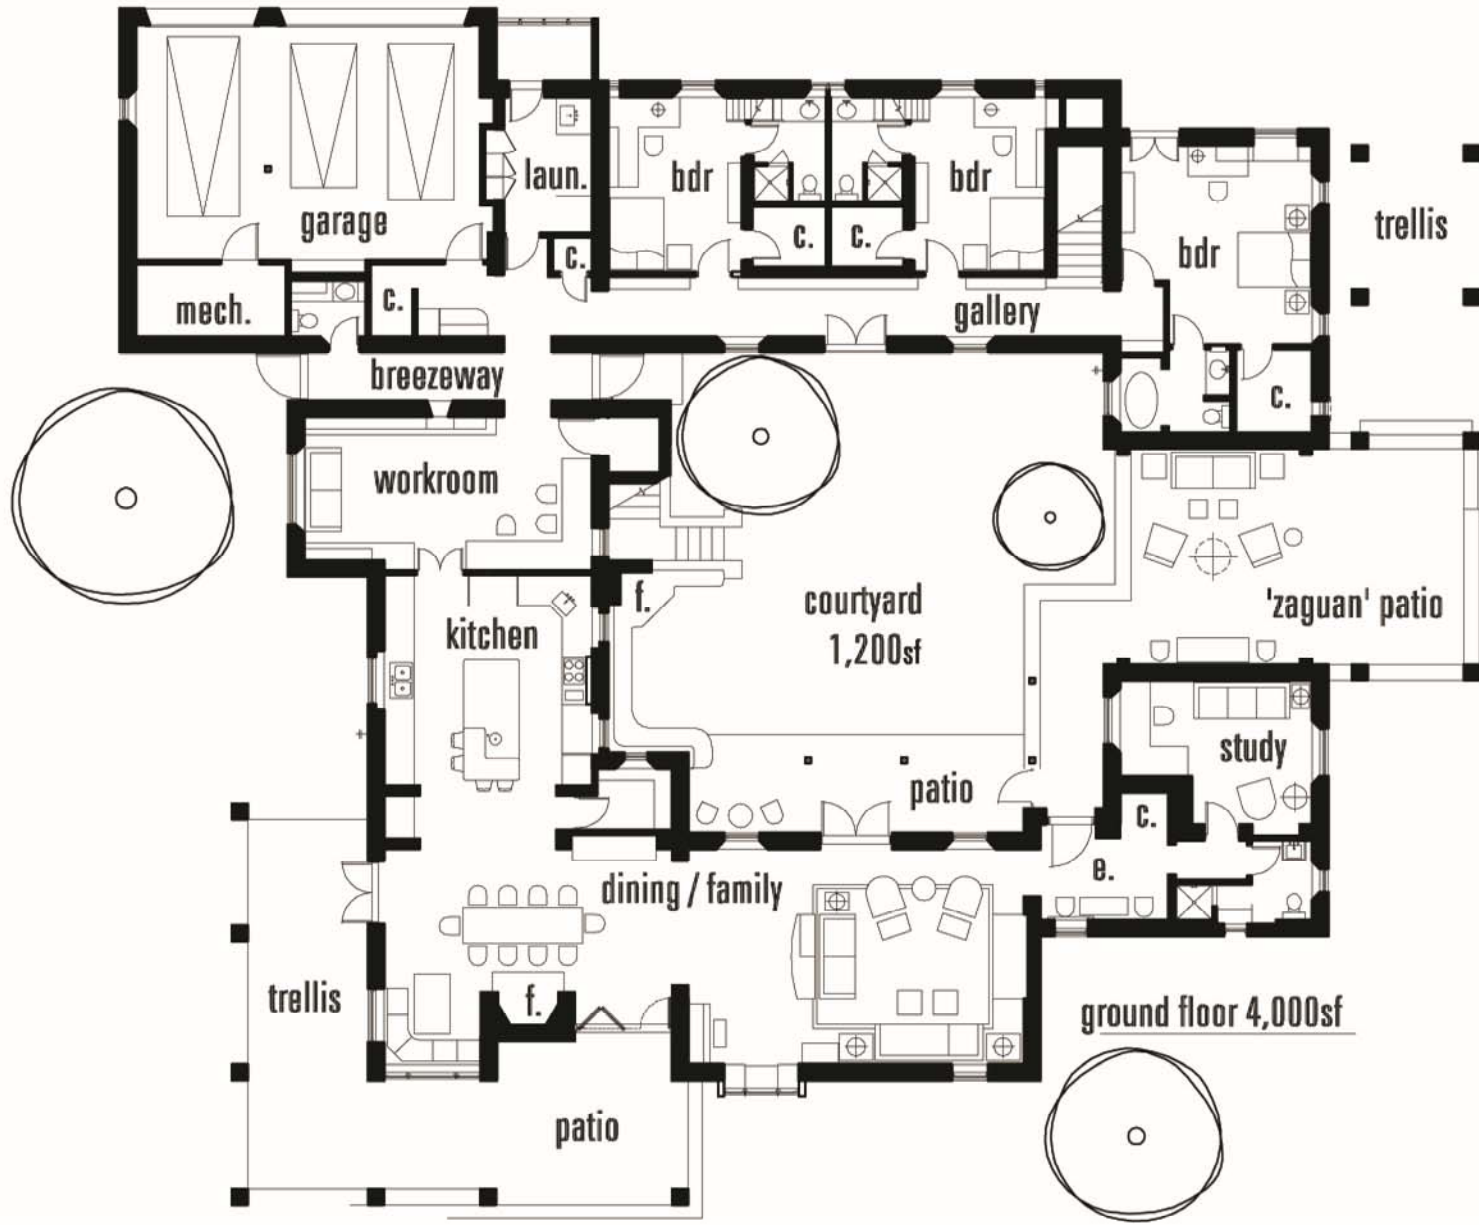 laun.
bdr
bdr
garage
trellis
c.
c.
bdr
c.
mech.
c.
gallery
breezeway
c.
workroom
'zaguan' patio
f.
courtyard
1,200sf
kitchen
study
patio
c.
e.
dining / family
trellis
f.
ground floor 4,000sf
patio